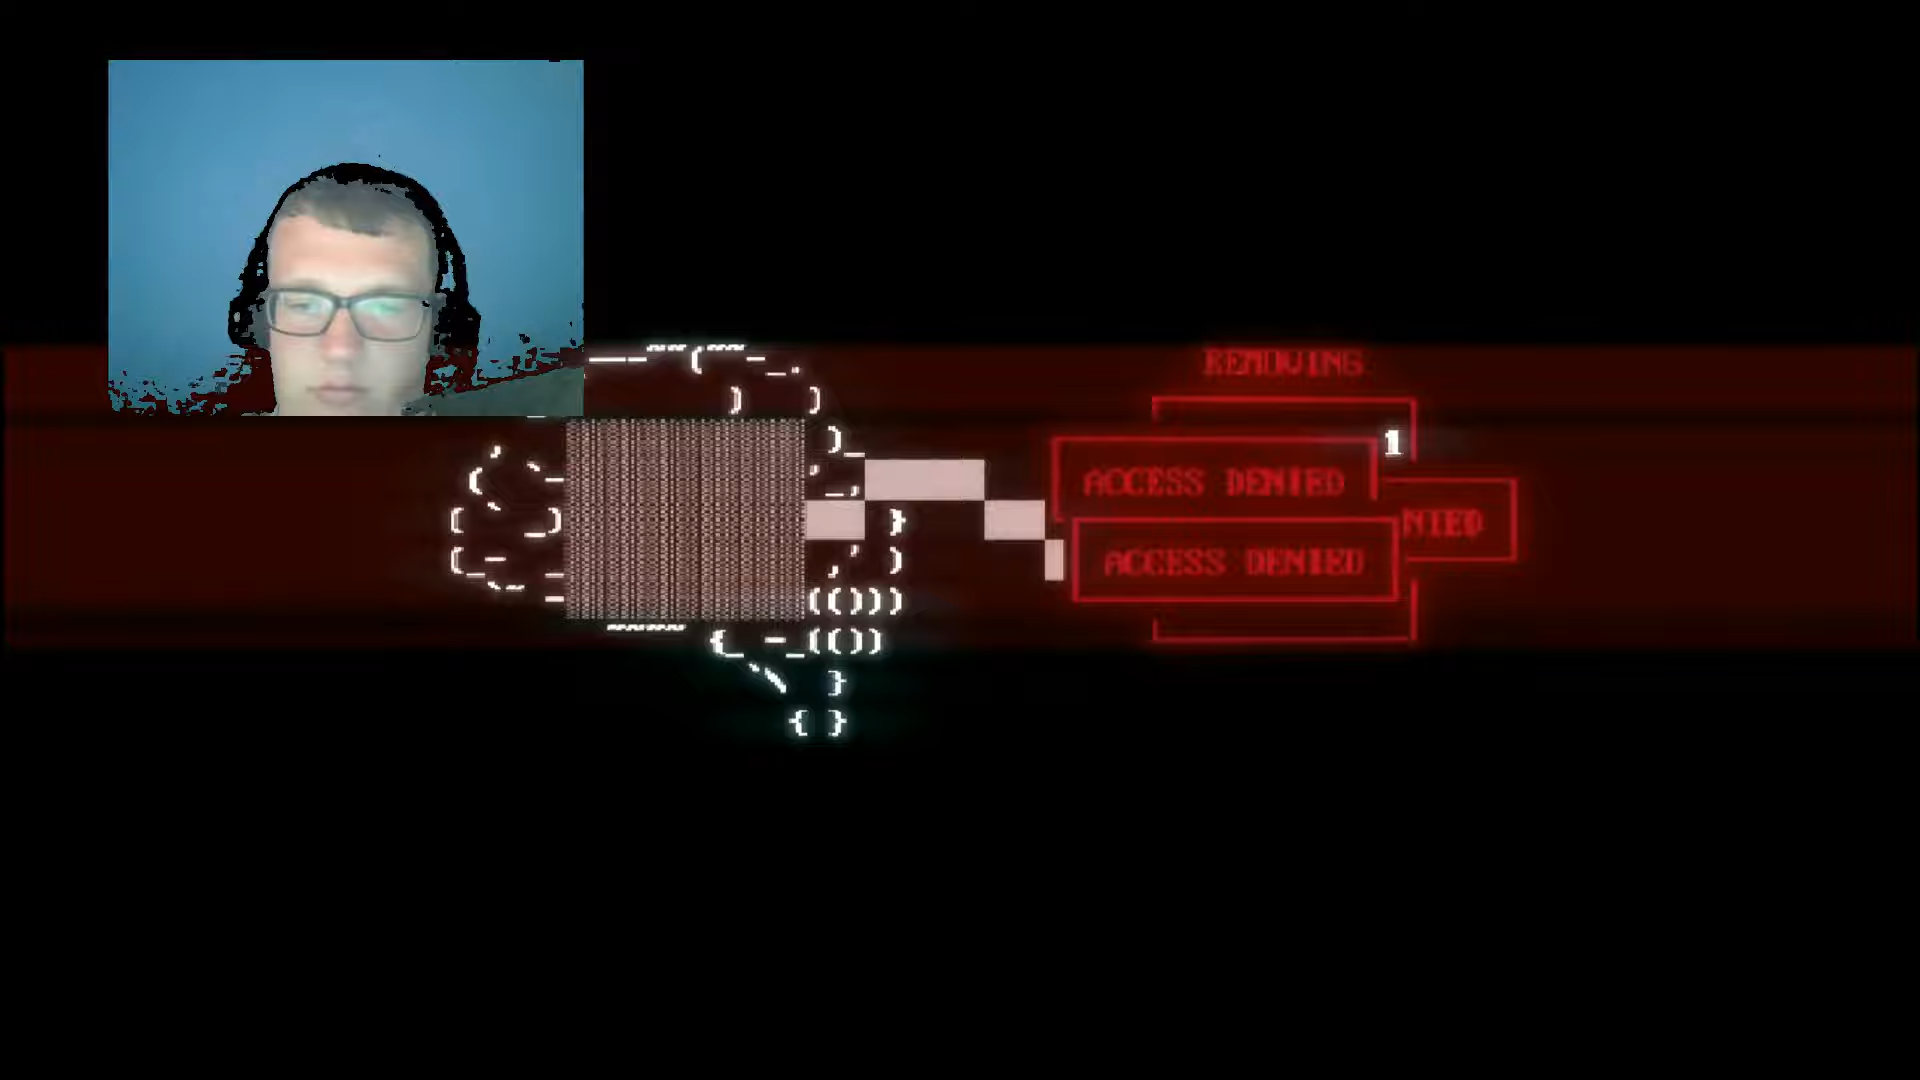 REMOVING
1
ACCESS DENIED
NIED
ACCESS DENIED